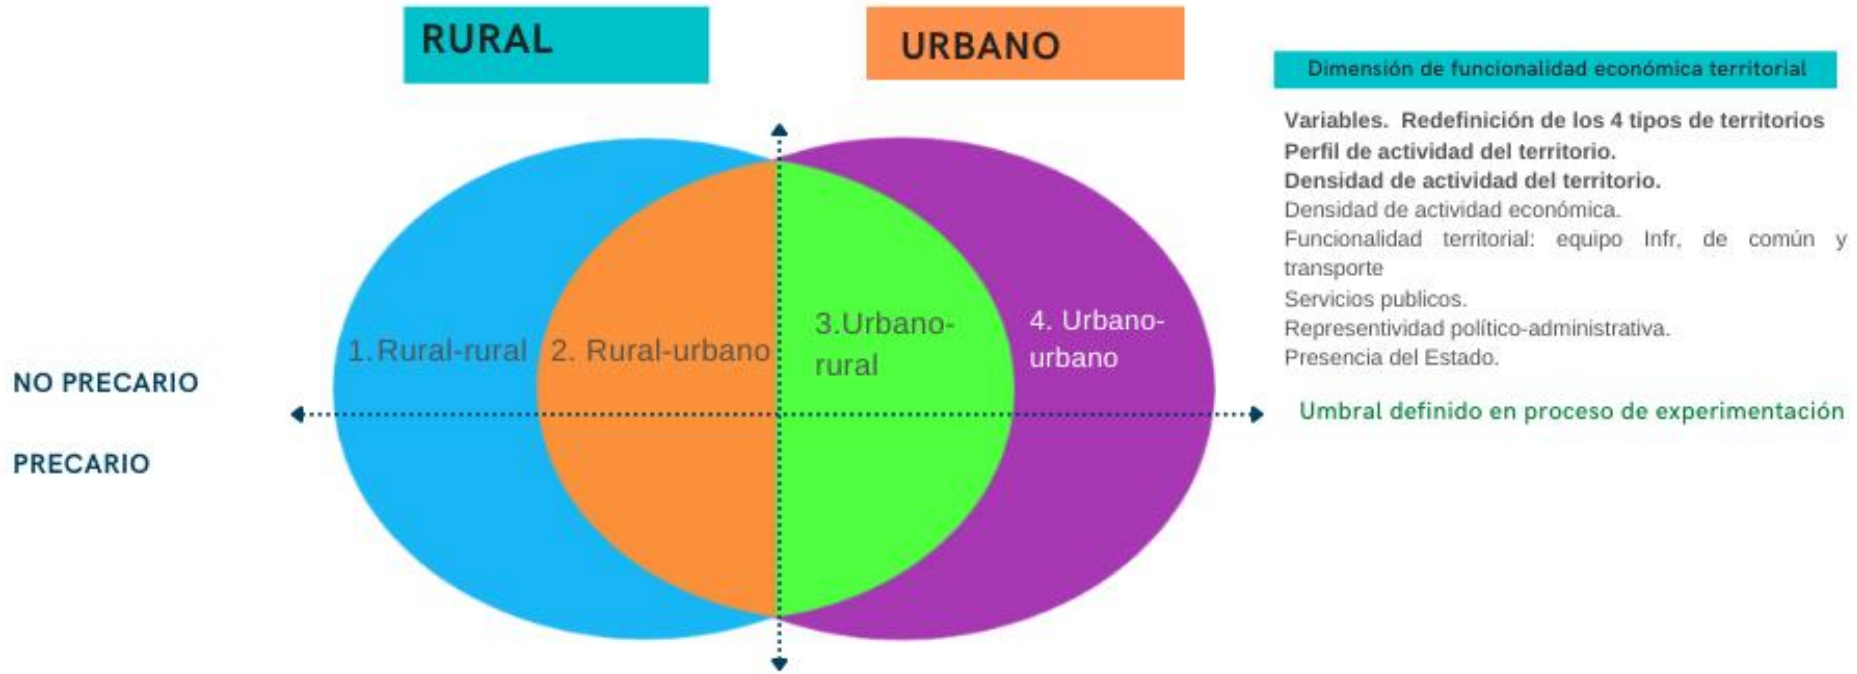 RURAL
URBANO
Dimensión de funcionalidad económica territorial
Variables. Redefinición de los 4 tipos de territorios
Perfil de actividad del territorio.
Densidad de actividad del territorio.
Densidad de actividad económica.
Funcionalidad territorial: equipo Infr, de común y
transporte
Servicios publicos.
Representividad político-administrativa.
Presencia del Estado.
1.Rural-rural
2. Rural-urbano
3.Urbano-
rural
4. Urbano-
urbano
NO PRECARIO
Umbral definido en proceso de experimentación
PRECARIO